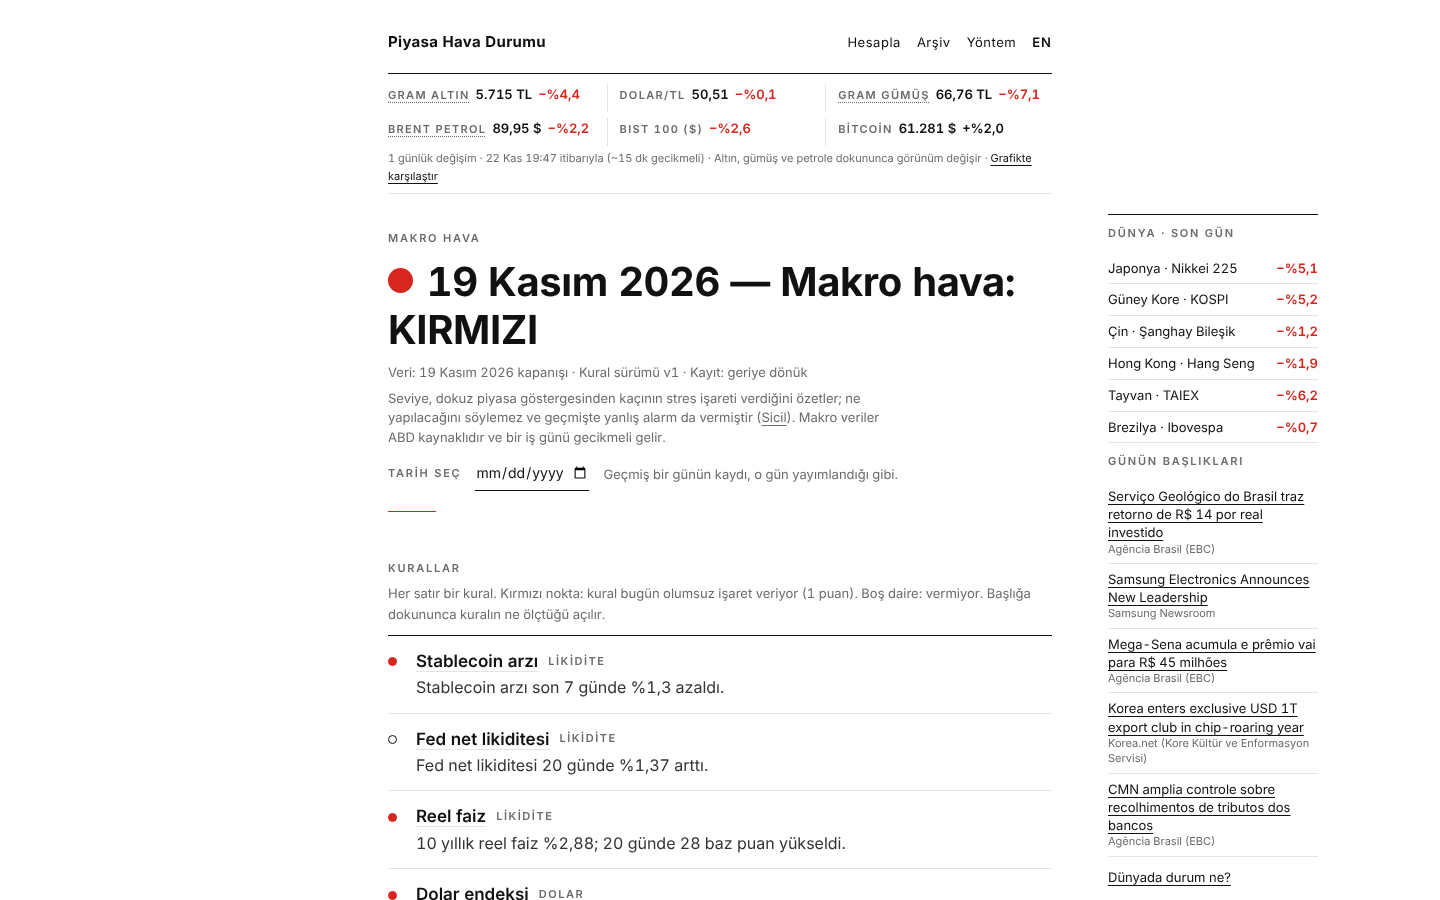 Piyasa Hava Durumu
Hesapla Arşiv Yöntem EN
GRAM ALTIN 5.715 TL −%4,4
DOLAR/TL 50,51 −%0,1
GRAM GÜMÜŞ 66,76 TL −%7,1
BRENT PETROL 89,95 $ −%2,2
BIST 100 ($) −%2,6
BİTCOİN 61.281 $ +%2,0
1 günlük değişim · 22 Kas 19:47 itibarıyla (~15 dk gecikmeli) · Altın, gümüş ve petrole dokununca görünüm değişir · Grafikte
karşılaştır
MAKRO HAVA
19 Kasım 2026 — Makro hava:
KIRMIZI
Veri: 19 Kasım 2026 kapanışı · Kural sürümü v1 · Kayıt: geriye dönük
Seviye, dokuz piyasa göstergesinden kaçının stres işareti verdiğini özetler; ne
yapılacağını söylemez ve geçmişte yanlış alarm da vermiştir (Sicil). Makro veriler
ABD kaynaklıdır ve bir iş günü gecikmeli gelir.
TARİH SEÇ mm/dd/yyyy Geçmiş bir günün kaydı, o gün yayımlandığı gibi.
KURALLAR
Her satır bir kural. Kırmızı nokta: kural bugün olumsuz işaret veriyor (1 puan). Boş daire: vermiyor. Başlığa
dokununca kuralın ne ölçtüğü açılır.
Stablecoin arzı LİKİDİTE
Stablecoin arzı son 7 günde %1,3 azaldı.
Fed net likiditesi LİKİDİTE
Fed net likiditesi 20 günde %1,37 arttı.
Reel faiz LİKİDİTE
10 yıllık reel faiz %2,88; 20 günde 28 baz puan yükseldi.
Dolar endeksi DOLAR
DÜNYA · SON GÜN
Japonya · Nikkei 225 −%5,1
Güney Kore · KOSPI −%5,2
Çin · Şanghay Bileşik −%1,2
Hong Kong · Hang Seng −%1,9
Tayvan · TAIEX −%6,2
Brezilya · Ibovespa −%0,7
GÜNÜN BAŞLIKLARI
Serviço Geológico do Brasil traz
retorno de R$ 14 por real
investido
Agência Brasil (EBC)
Samsung Electronics Announces
New Leadership
Samsung Newsroom
Mega-Sena acumula e prêmio vai
para R$ 45 milhões
Agência Brasil (EBC)
Korea enters exclusive USD 1T
export club in chip-roaring year
Korea.net (Kore Kültür ve Enformasyon
Servisi)
CMN amplia controle sobre
recolhimentos de tributos dos
bancos
Agência Brasil (EBC)
Dünyada durum ne?